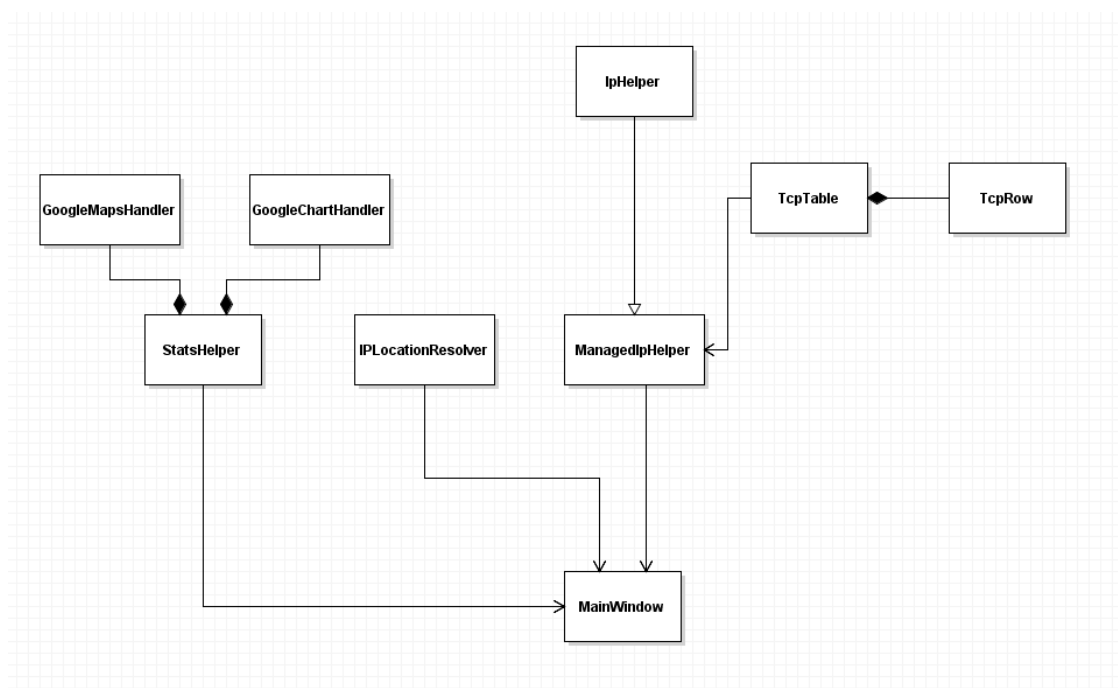 IpHelper
TcpTable
TcpRow
GoogleMapsHandler
GoogleChartHandler
StatsHelper
IPLocationResolver
ManagedIpHelper
MainWindow